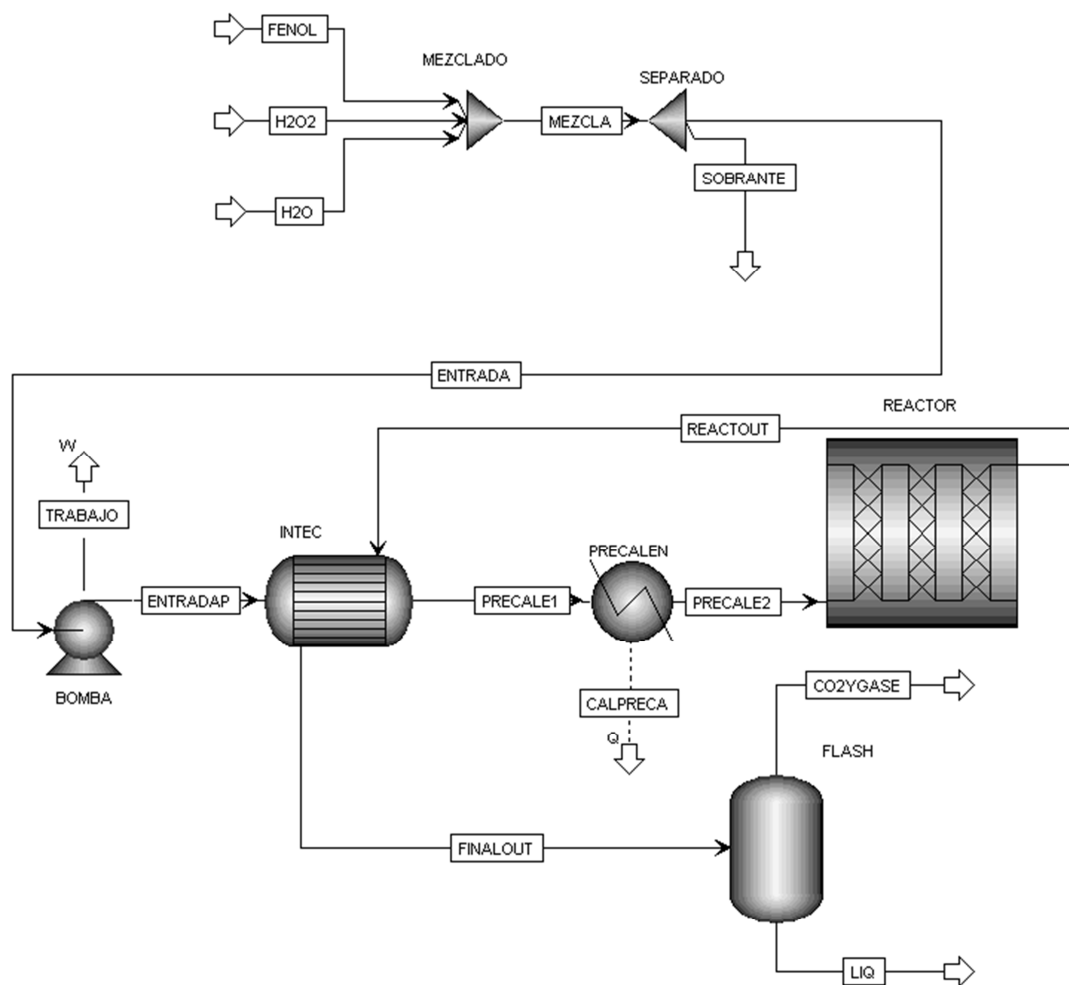 FENOL
MEZCLADO
SEPARADO
H2O2
MEZCLA
SOBRANTE
H2O
ENTRADA
REACTOR
REACTOUT
W
TRABAJO
INTEC
PRECALEN
ENTRADAP
PRECALE1
PRECALE2
BOMBA
CALPRECA
Q
CO2YGASE
FLASH
FINALOUT
LIQ